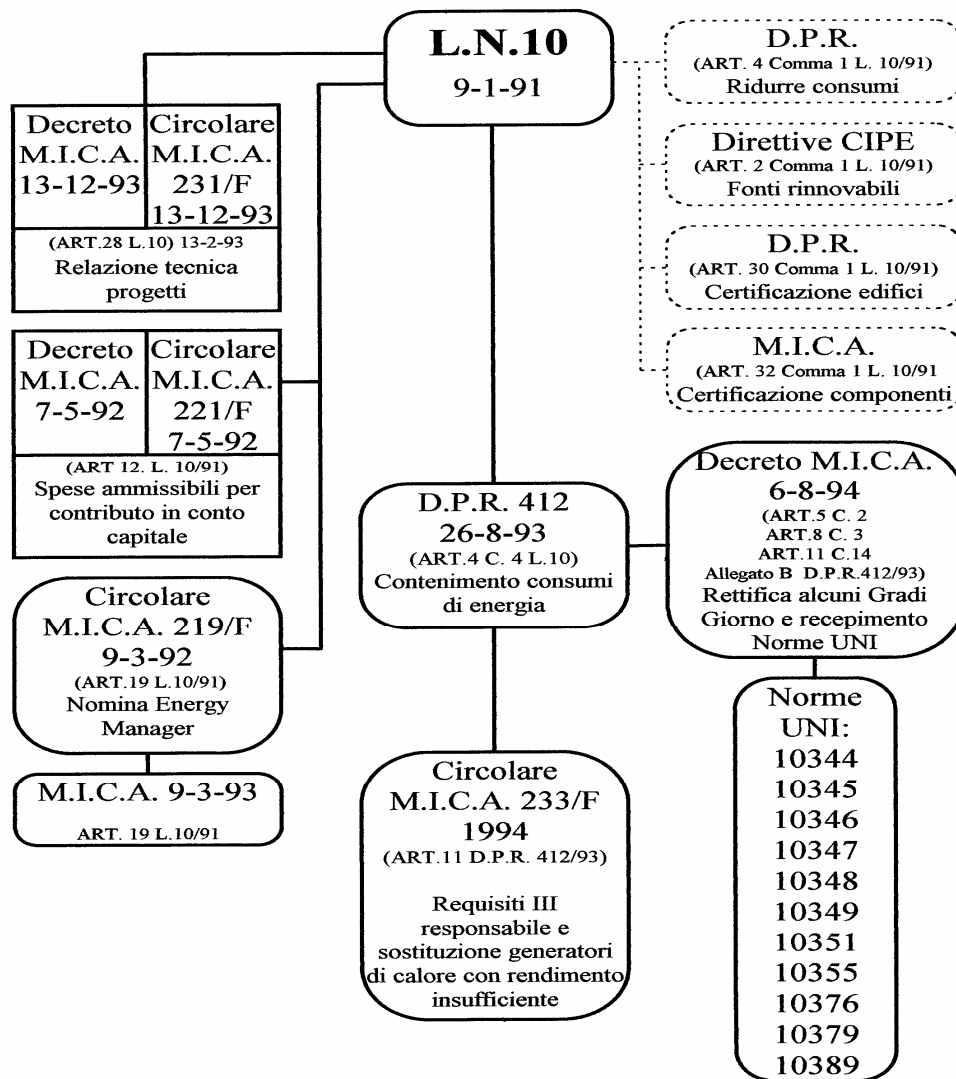 L.N.10
9-1-91
D.P.R.
(ART. 4 Comma 1 L. 10/91)
Ridurre consumi
Direttive CIPE
(ART. 2 Comma 1 L. 10/91)
Fonti rinnovabili
D.P.R.
(ART. 30 Comma 1 L. 10/91)
Certificazione edifici
M.I.C.A.
(ART. 32 Comma 1 L. 10/91
Certificazione componenti
Decreto
M.I.C.A.
13-12-93
Circolare
M.I.C.A.
231/F
13-12-93
(ART.28 L.10) 13-2-93
Relazione tecnica
progetti
Decreto
M.I.C.A.
7-5-92
Circolare
M.I.C.A.
221/F
7-5-92
(ART 12. L. 10/91)
Spese ammissibili per
contributo in conto
capitale
Circolare
M.I.C.A. 219/F
9-3-92
(ART.19 L.10/91)
Nomina Energy
Manager
M.I.C.A. 9-3-93
ART. 19 L.10/91
D.P.R. 412
26-8-93
(ART.4 C. 4 L.10)
Contenimento consumi
di energia
Circolare
M.I.C.A. 233/F
1994
(ART.11 D.P.R. 412/93)
Requisiti III
responsabile e
sostituzione generatori
di calore con rendimento
insufficiente
Decreto M.I.C.A.
6-8-94
(ART.5 C. 2
ART.8 C. 3
ART.11 C.14
Allegato B D.P.R.412/93)
Rettifica alcuni Gradi
Giorno e recepimento
Norme UNI
Norme
UNI:
10344
10345
10346
10347
10348
10349
10351
10355
10376
10379
10389